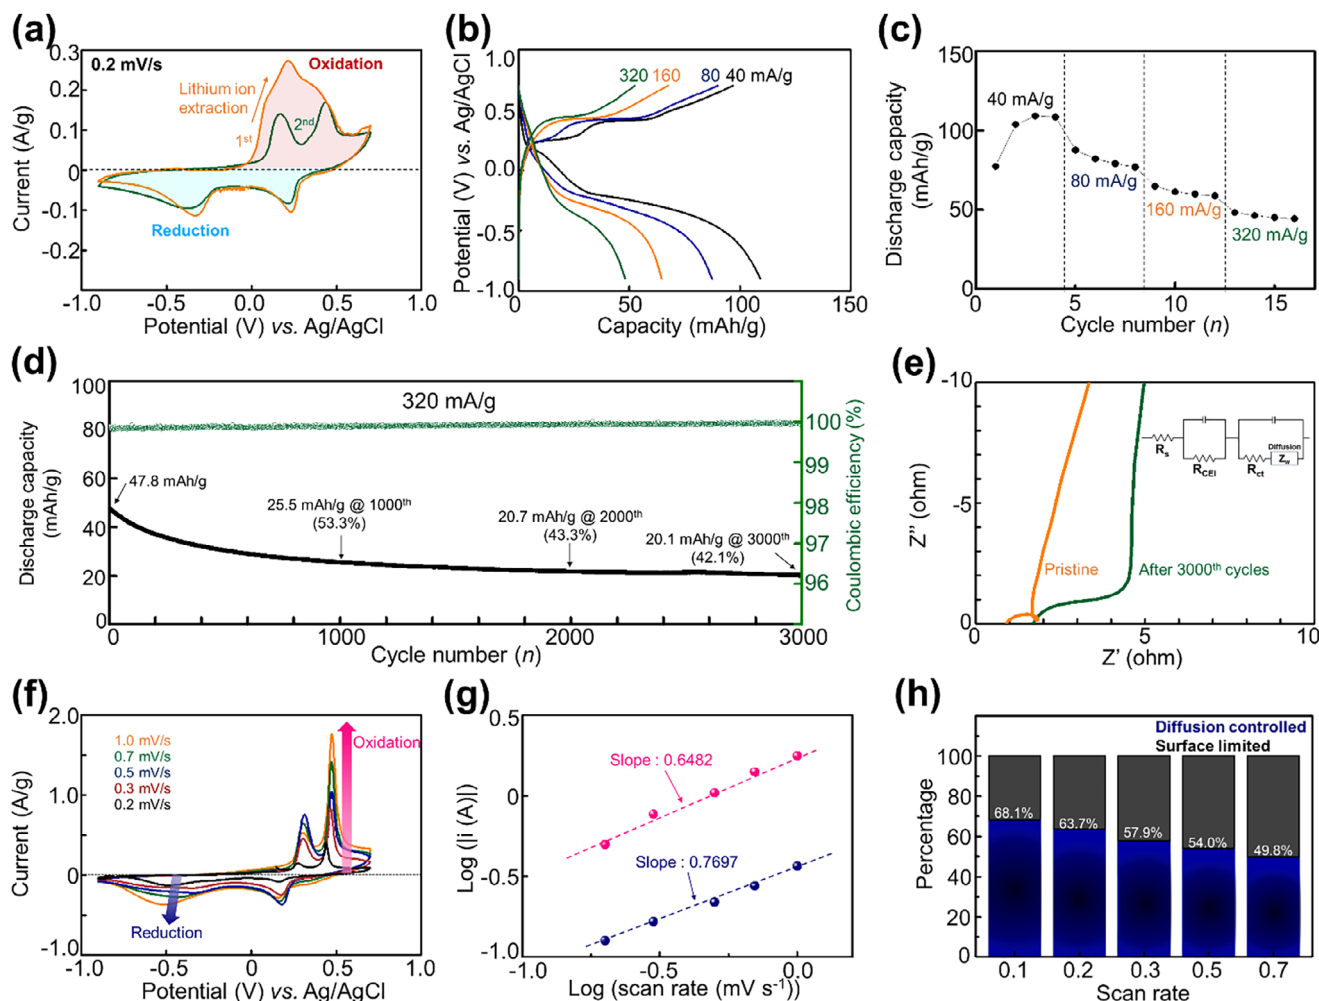 (a)
0.2 mV/s
Oxidation
Lithium ion
extraction
1st
2nd
Reduction
Current (A/g)
0.3
0.2
0.1
0
-0.1
-0.2
-1.0
-0.5
0.0
0.5
1.0
Potential (V) vs. Ag/AgCl
(b)
320
160
80
40 mA/g
Potential (V) vs. Ag/AgCl
1.0
0.5
0.0
-0.5
-1.0
0
50
100
150
Capacity (mAh/g)
(c)
Discharge capacity
(mAh/g)
150
100
50
0
40 mA/g
80 mA/g
160 mA/g
320 mA/g
5
10
15
Cycle number (n)
(d)
320 mA/g
Discharge capacity
(mAh/g)
100
80
60
40
20
0
47.8 mAh/g
25.5 mAh/g @ 1000th
(53.3%)
20.7 mAh/g @ 2000th
(43.3%)
20.1 mAh/g @ 3000th
(42.1%)
100
99
98
97
96
Coulombic efficiency (%)
0
1000
2000
3000
Cycle number (n)
(e)
Z'' (ohm)
-10
-5
0
Pristine
After 3000th cycles
Rs
RCEI
Rct
Diffusion
Zw
0
5
10
Z' (ohm)
(f)
1.0 mV/s
0.7 mV/s
0.5 mV/s
0.3 mV/s
0.2 mV/s
Oxidation
Reduction
Current (A/g)
2.0
1.0
0
-1.0
-1.0
-0.5
0
0.5
1.0
Potential (V) vs. Ag/AgCl
(g)
Slope : 0.6482
Slope : 0.7697
Log (|i (A)|)
0.5
0
-0.5
-1.0
-1.0
-0.5
0.0
Log (scan rate (mV s-1))
(h)
Diffusion controlled
Surface limited
Percentage
100
80
60
40
20
0
68.1%
63.7%
57.9%
54.0%
49.8%
0.1
0.2
0.3
0.5
0.7
Scan rate